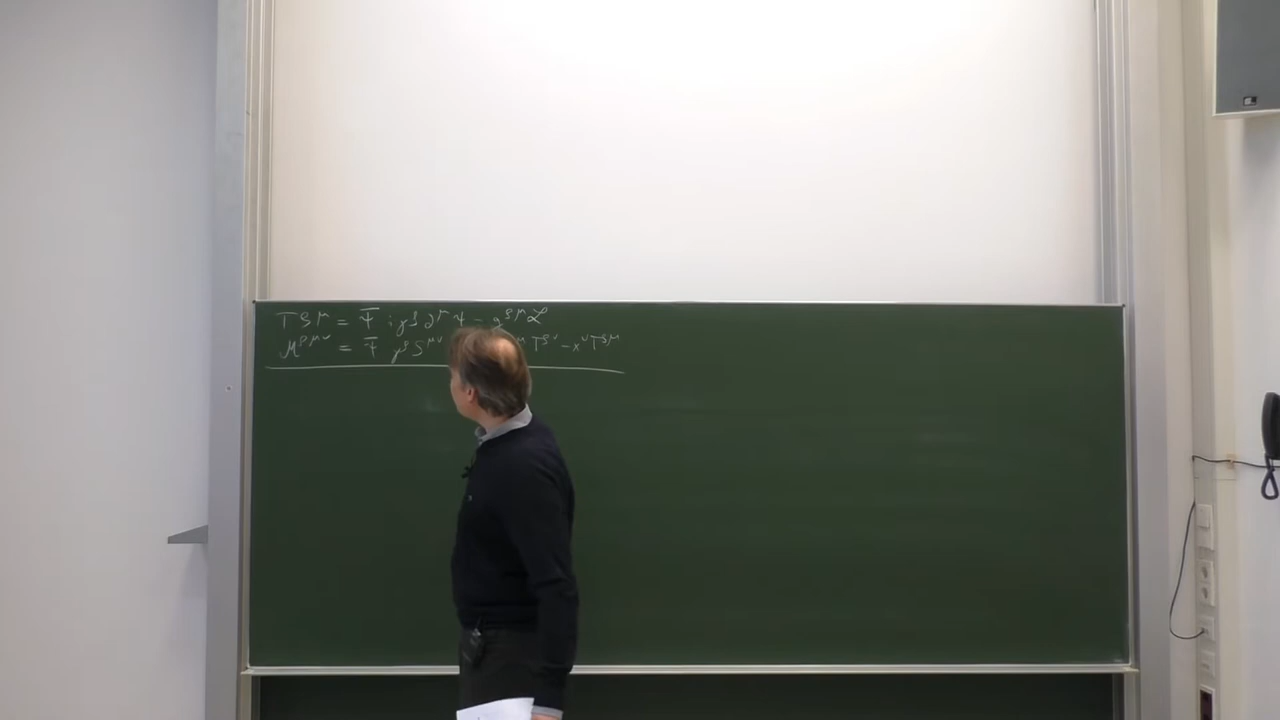 T^{ρμ} = Ψ̄ iγ^ρ ∂^μ Ψ - g^{ρμ} ℒ
M^{ρμν} = Ψ̄ γ^ρ S^{μν} T^{ρν} - x^ν T^{ρμ}